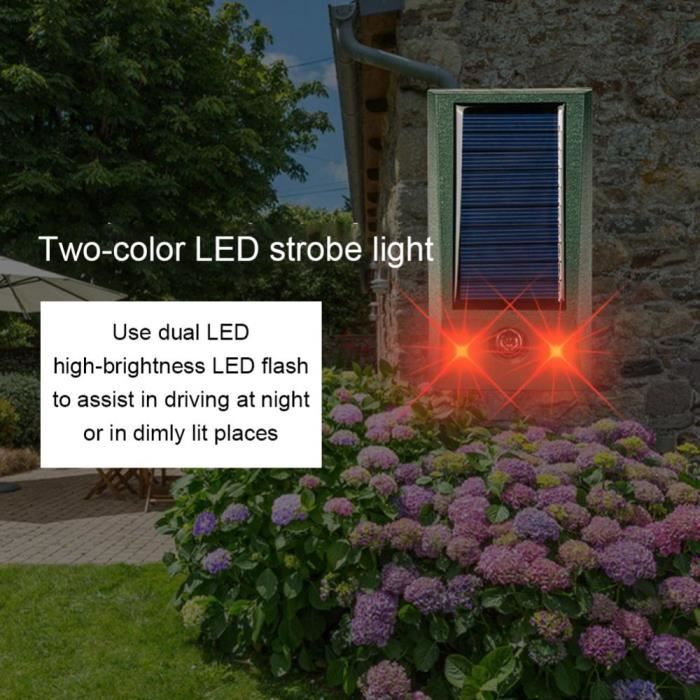 Two-color LED strobe light
Use dual LED
high-brightness LED flash
to assist in driving at night
or in dimly lit places